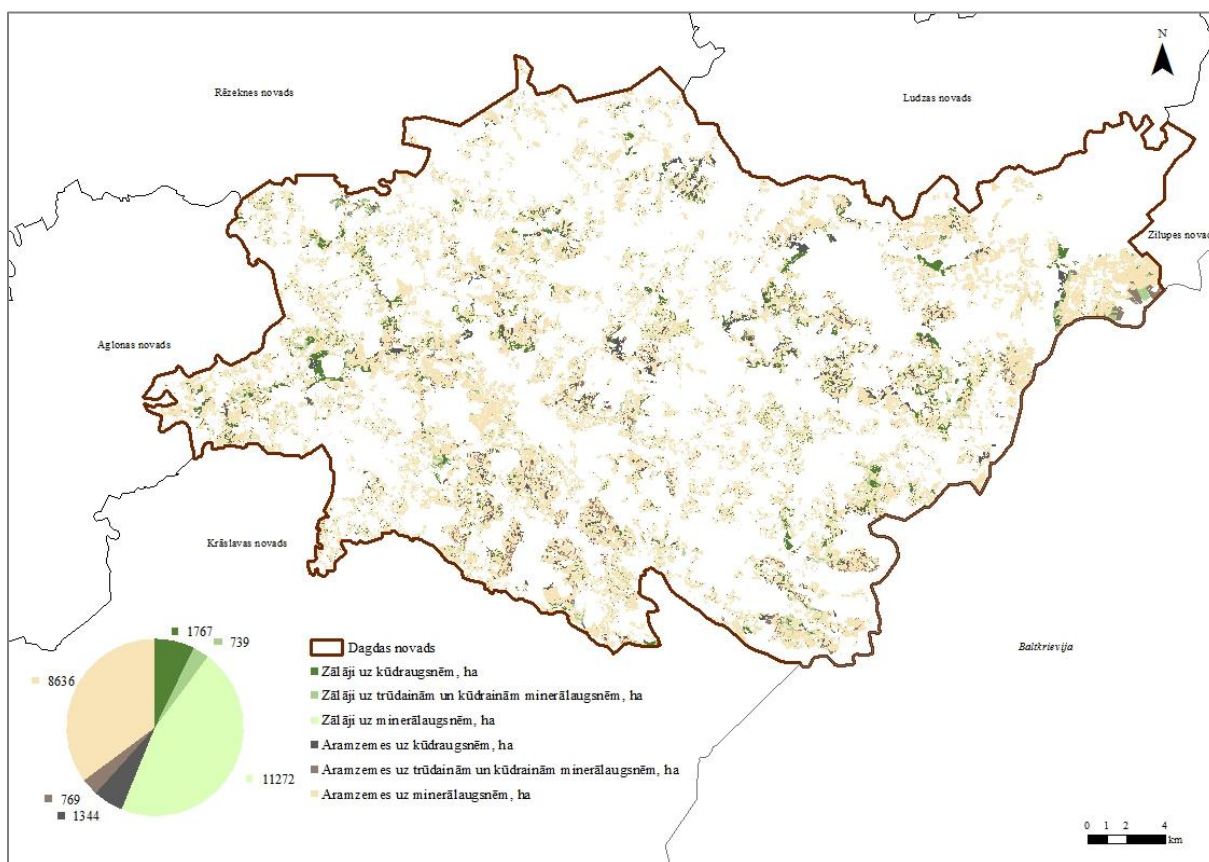 N
Rēzeknes novads
Ludzas novads
Zilupes novads
Aglonas novads
Krāslavas novads
Baltkrievija
1767
739
8636
11272
769
1344
Dagdas novads
Zālāji uz kūdraugsnēm, ha
Zālāji uz trūdainām un kūdrainām minerālaugsnēm, ha
Zālāji uz minerālaugsnēm, ha
Aramzemes uz kūdraugsnēm, ha
Aramzemes uz trūdainām un kūdrainām minerālaugsnēm, ha
Aramzemes uz minerālaugsnēm, ha
0 1 2 4
km